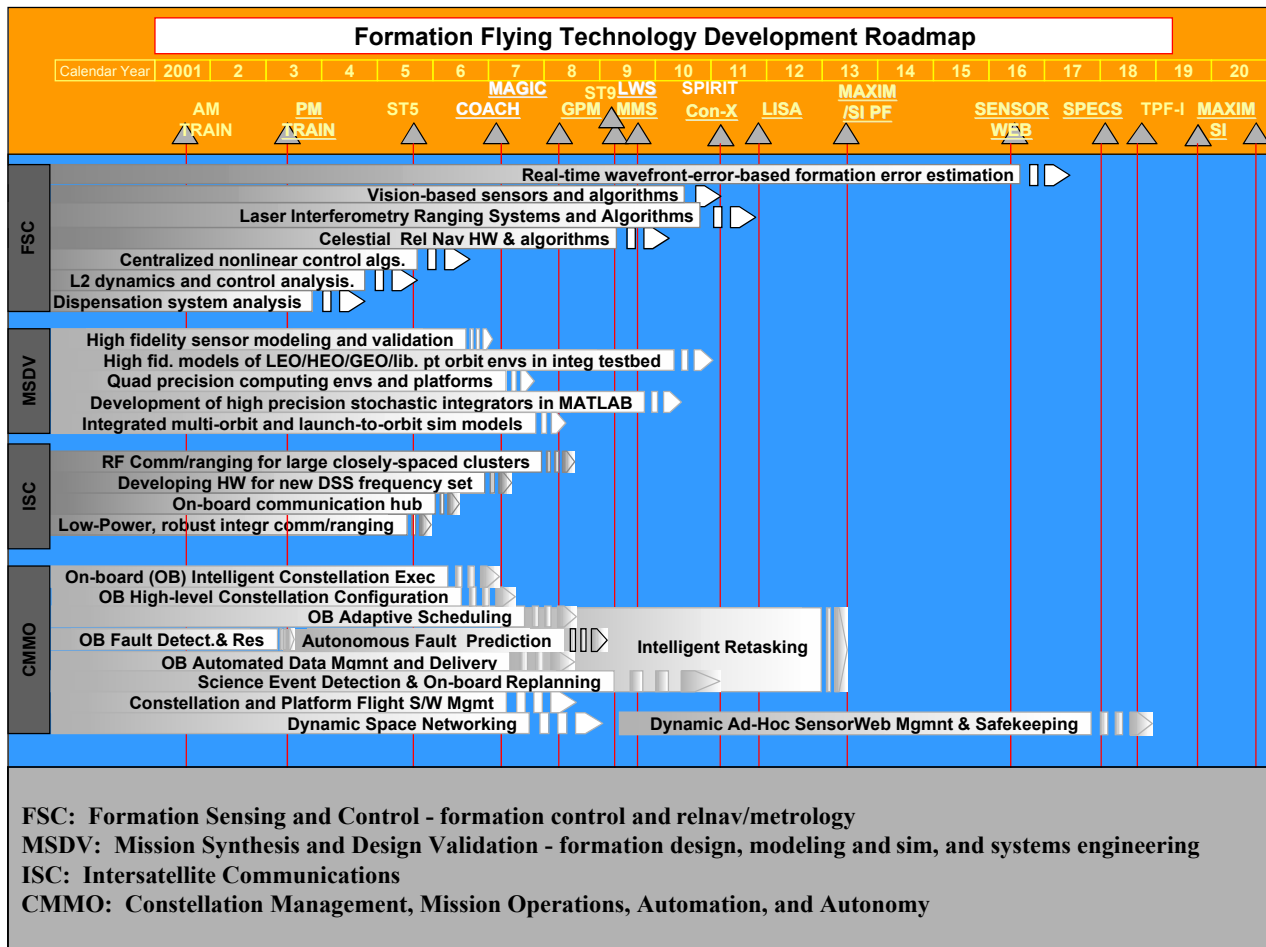 Formation Flying Technology Development Roadmap
Calendar Year 2001 2 3 4 5 6 7 8 9 10 11 12 13 14 15 16 17 18 19 20
AM TRAIN
PM TRAIN
ST5
MAGIC
COACH
GPM
ST9
LWS
MMS
SPIRIT
Con-X
LISA
MAXIM
/SI PF
SENSOR
WEB
SPECS
TPF-I
MAXIM
SI
FSC
Real-time wavefront-error-based formation error estimation
Vision-based sensors and algorithms
Laser Interferometry Ranging Systems and Algorithms
Celestial Rel Nav HW & algorithms
Centralized nonlinear control algs.
L2 dynamics and control analysis.
Dispensation system analysis
MSDV
High fidelity sensor modeling and validation
High fid. models of LEO/HEO/GEO/lib. pt orbit envs in integ testbed
Quad precision computing envs and platforms
Development of high precision stochastic integrators in MATLAB
Integrated multi-orbit and launch-to-orbit sim models
ISC
RF Comm/ranging for large closely-spaced clusters
Developing HW for new DSS frequency set
On-board communication hub
Low-Power, robust integr comm/ranging
CMMO
On-board (OB) Intelligent Constellation Exec
OB High-level Constellation Configuration
OB Adaptive Scheduling
OB Fault Detect.& Res
Autonomous Fault Prediction
Intelligent Retasking
OB Automated Data Mgmnt and Delivery
Science Event Detection & On-board Replanning
Constellation and Platform Flight S/W Mgmt
Dynamic Space Networking
Dynamic Ad-Hoc SensorWeb Mgmnt & Safekeeping
FSC: Formation Sensing and Control - formation control and relnav/metrology
MSDV: Mission Synthesis and Design Validation - formation design, modeling and sim, and systems engineering
ISC: Intersatellite Communications
CMMO: Constellation Management, Mission Operations, Automation, and Autonomy